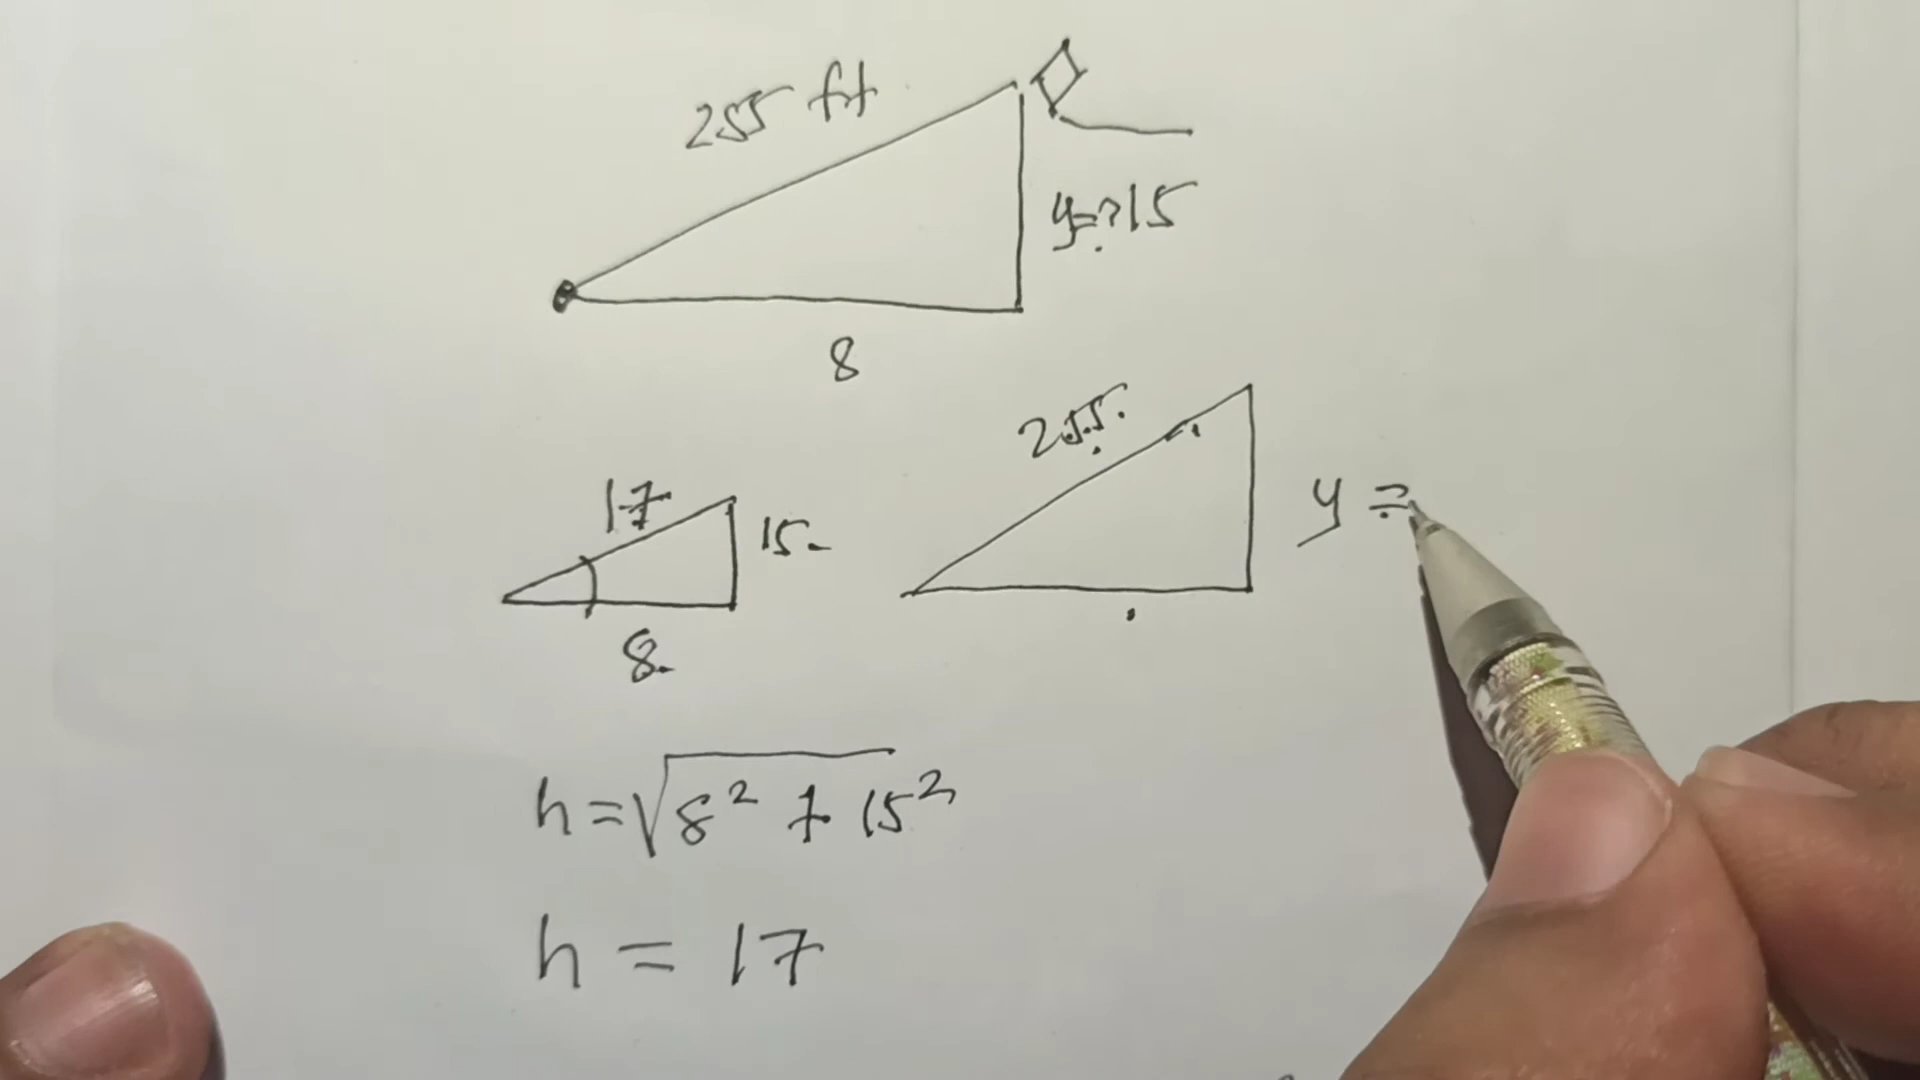 255 ft
y=?15
8
255.
17
15.
y =?
8.
h=√8² + 15²
h = 17